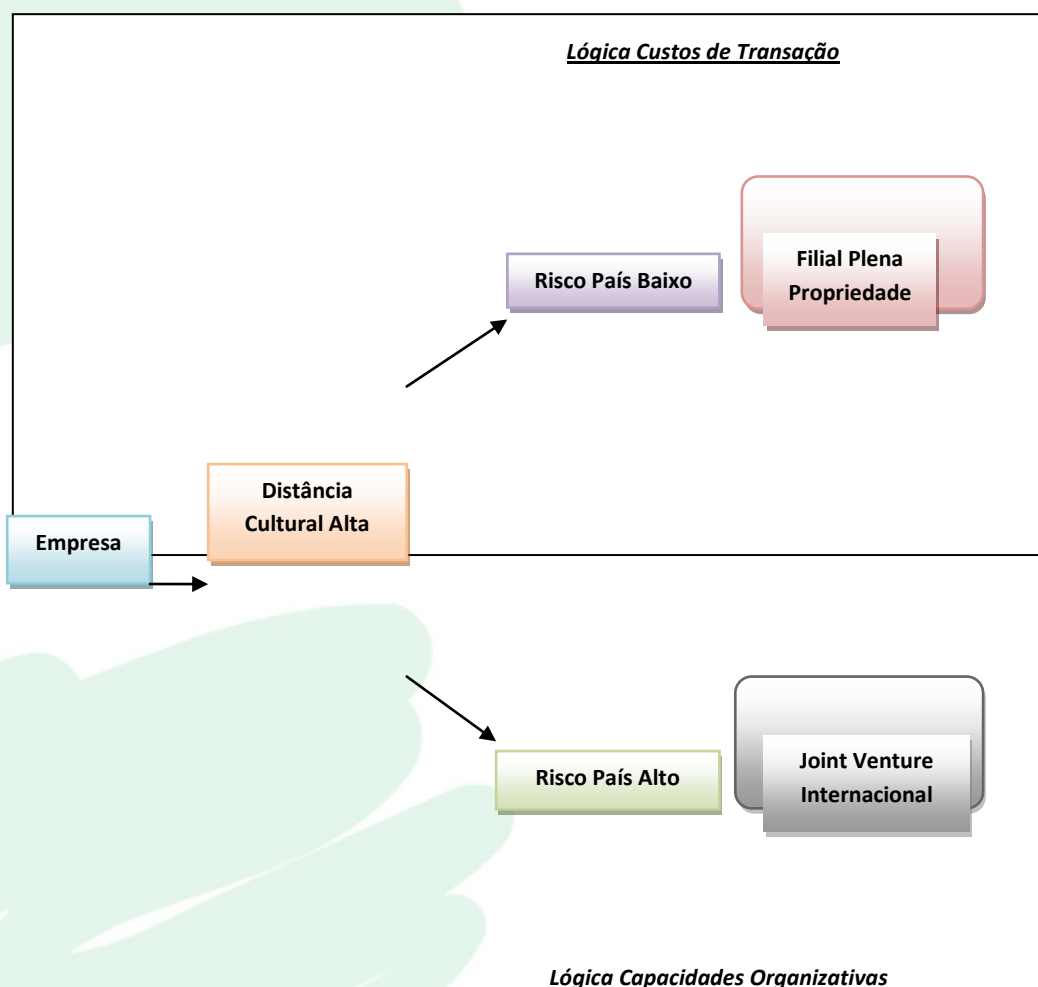 Lógica Custos de Transação
Filial Plena
Propriedade
Risco País Baixo
Distância
Cultural Alta
Empresa
Joint Venture
Internacional
Risco País Alto
Lógica Capacidades Organizativas